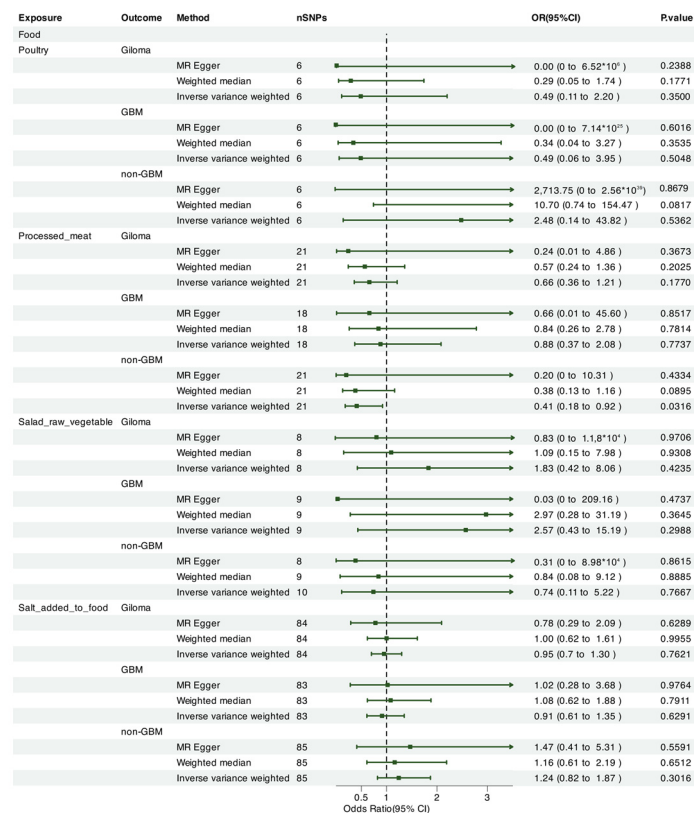 Exposure Outcome Method nSNPs OR(95%CI) P.value
Food
Poultry Giloma
MR Egger 6 0.00 (0 to 6.52*10⁶ ) 0.2388
Weighted median 6 0.29 (0.05 to 1.74 ) 0.1771
Inverse variance weighted 6 0.49 (0.11 to 2.20 ) 0.3500
GBM
MR Egger 6 0.00 (0 to 7.14*10²⁵ ) 0.6016
Weighted median 6 0.34 (0.04 to 3.27 ) 0.3535
Inverse variance weighted 6 0.49 (0.06 to 3.95 ) 0.5048
non-GBM
MR Egger 6 2,713.75 (0 to 2.56*10³⁹) 0.8679
Weighted median 6 10.70 (0.74 to 154.47 ) 0.0817
Inverse variance weighted 6 2.48 (0.14 to 43.82 ) 0.5362
Processed_meat Giloma
MR Egger 21 0.24 (0.01 to 4.86 ) 0.3673
Weighted median 21 0.57 (0.24 to 1.36 ) 0.2025
Inverse variance weighted 21 0.66 (0.36 to 1.21 ) 0.1770
GBM
MR Egger 18 0.66 (0.01 to 45.60 ) 0.8517
Weighted median 18 0.84 (0.26 to 2.78 ) 0.7814
Inverse variance weighted 18 0.88 (0.37 to 2.08 ) 0.7737
non-GBM
MR Egger 21 0.20 (0 to 10.31 ) 0.4334
Weighted median 21 0.38 (0.13 to 1.16 ) 0.0895
Inverse variance weighted 21 0.41 (0.18 to 0.92 ) 0.0316
Salad_raw_vegetable Giloma
MR Egger 8 0.83 (0 to 1.1,8*10⁴ ) 0.9706
Weighted median 8 1.09 (0.15 to 7.98 ) 0.9308
Inverse variance weighted 8 1.83 (0.42 to 8.06 ) 0.4235
GBM
MR Egger 9 0.03 (0 to 209.16 ) 0.4737
Weighted median 9 2.97 (0.28 to 31.19 ) 0.3645
Inverse variance weighted 9 2.57 (0.43 to 15.19 ) 0.2988
non-GBM
MR Egger 8 0.31 (0 to 8.98*10⁴ ) 0.8615
Weighted median 9 0.84 (0.08 to 9.12 ) 0.8885
Inverse variance weighted 10 0.74 (0.11 to 5.22 ) 0.7667
Salt_added_to_food Giloma
MR Egger 84 0.78 (0.29 to 2.09 ) 0.6289
Weighted median 84 1.00 (0.62 to 1.61 ) 0.9955
Inverse variance weighted 84 0.95 (0.7 to 1.30 ) 0.7621
GBM
MR Egger 83 1.02 (0.28 to 3.68 ) 0.9764
Weighted median 83 1.08 (0.62 to 1.88 ) 0.7911
Inverse variance weighted 83 0.91 (0.61 to 1.35 ) 0.6291
non-GBM
MR Egger 85 1.47 (0.41 to 5.31 ) 0.5591
Weighted median 85 1.16 (0.61 to 2.19 ) 0.6512
Inverse variance weighted 85 1.24 (0.82 to 1.87 ) 0.3016
0.5 1 2 3
Odds Ratio(95% CI)